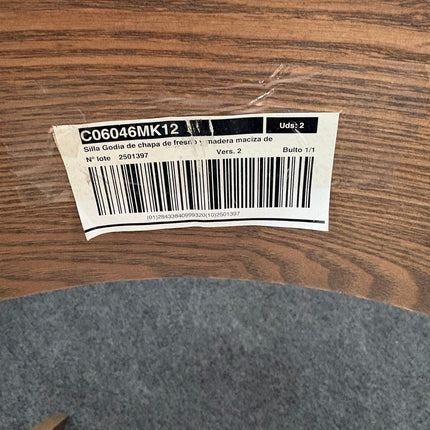 C06046MK12 Uds: 2
Silla Godia de chapa de fresno y madera maciza de
Nº lote 2501397 Vers. 2 Bulto 1/1
(01)28433840999320(10)2501397